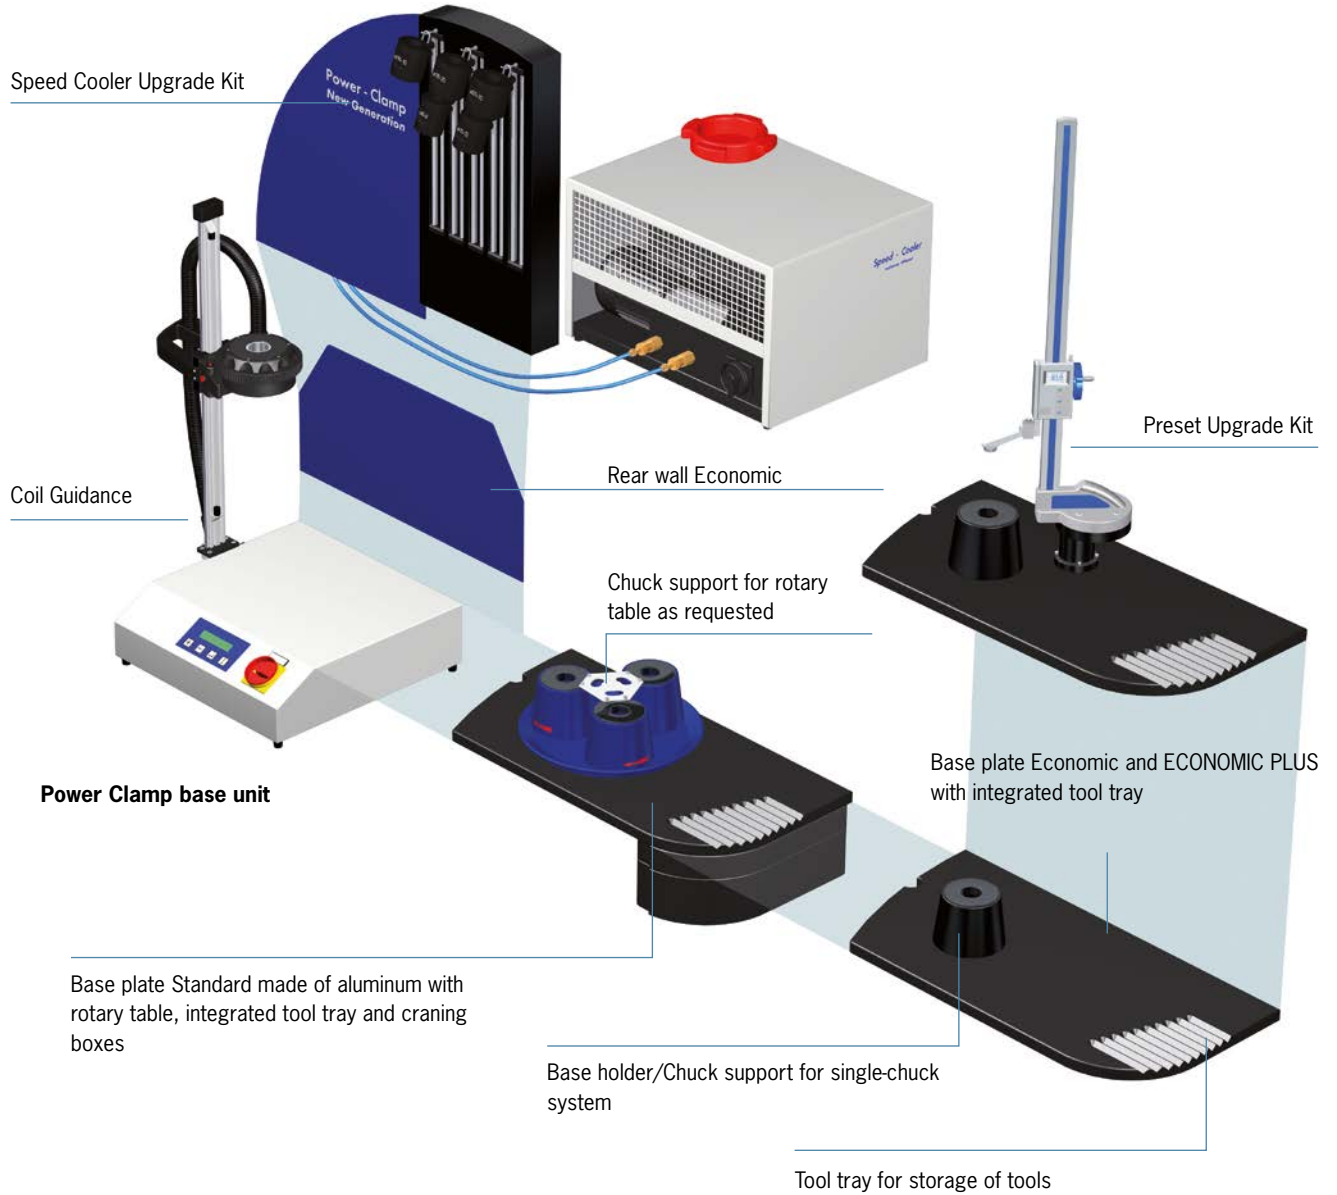 Speed Cooler Upgrade Kit
Power - Clamp
New Generation
Speed - Cooler
Preset Upgrade Kit
Rear wall Economic
Coil Guidance
Chuck support for rotary
table as requested
Base plate Economic and ECONOMIC PLUS
with integrated tool tray
Power Clamp base unit
Base plate Standard made of aluminum with
rotary table, integrated tool tray and craning
boxes
Base holder/Chuck support for single-chuck
system
Tool tray for storage of tools